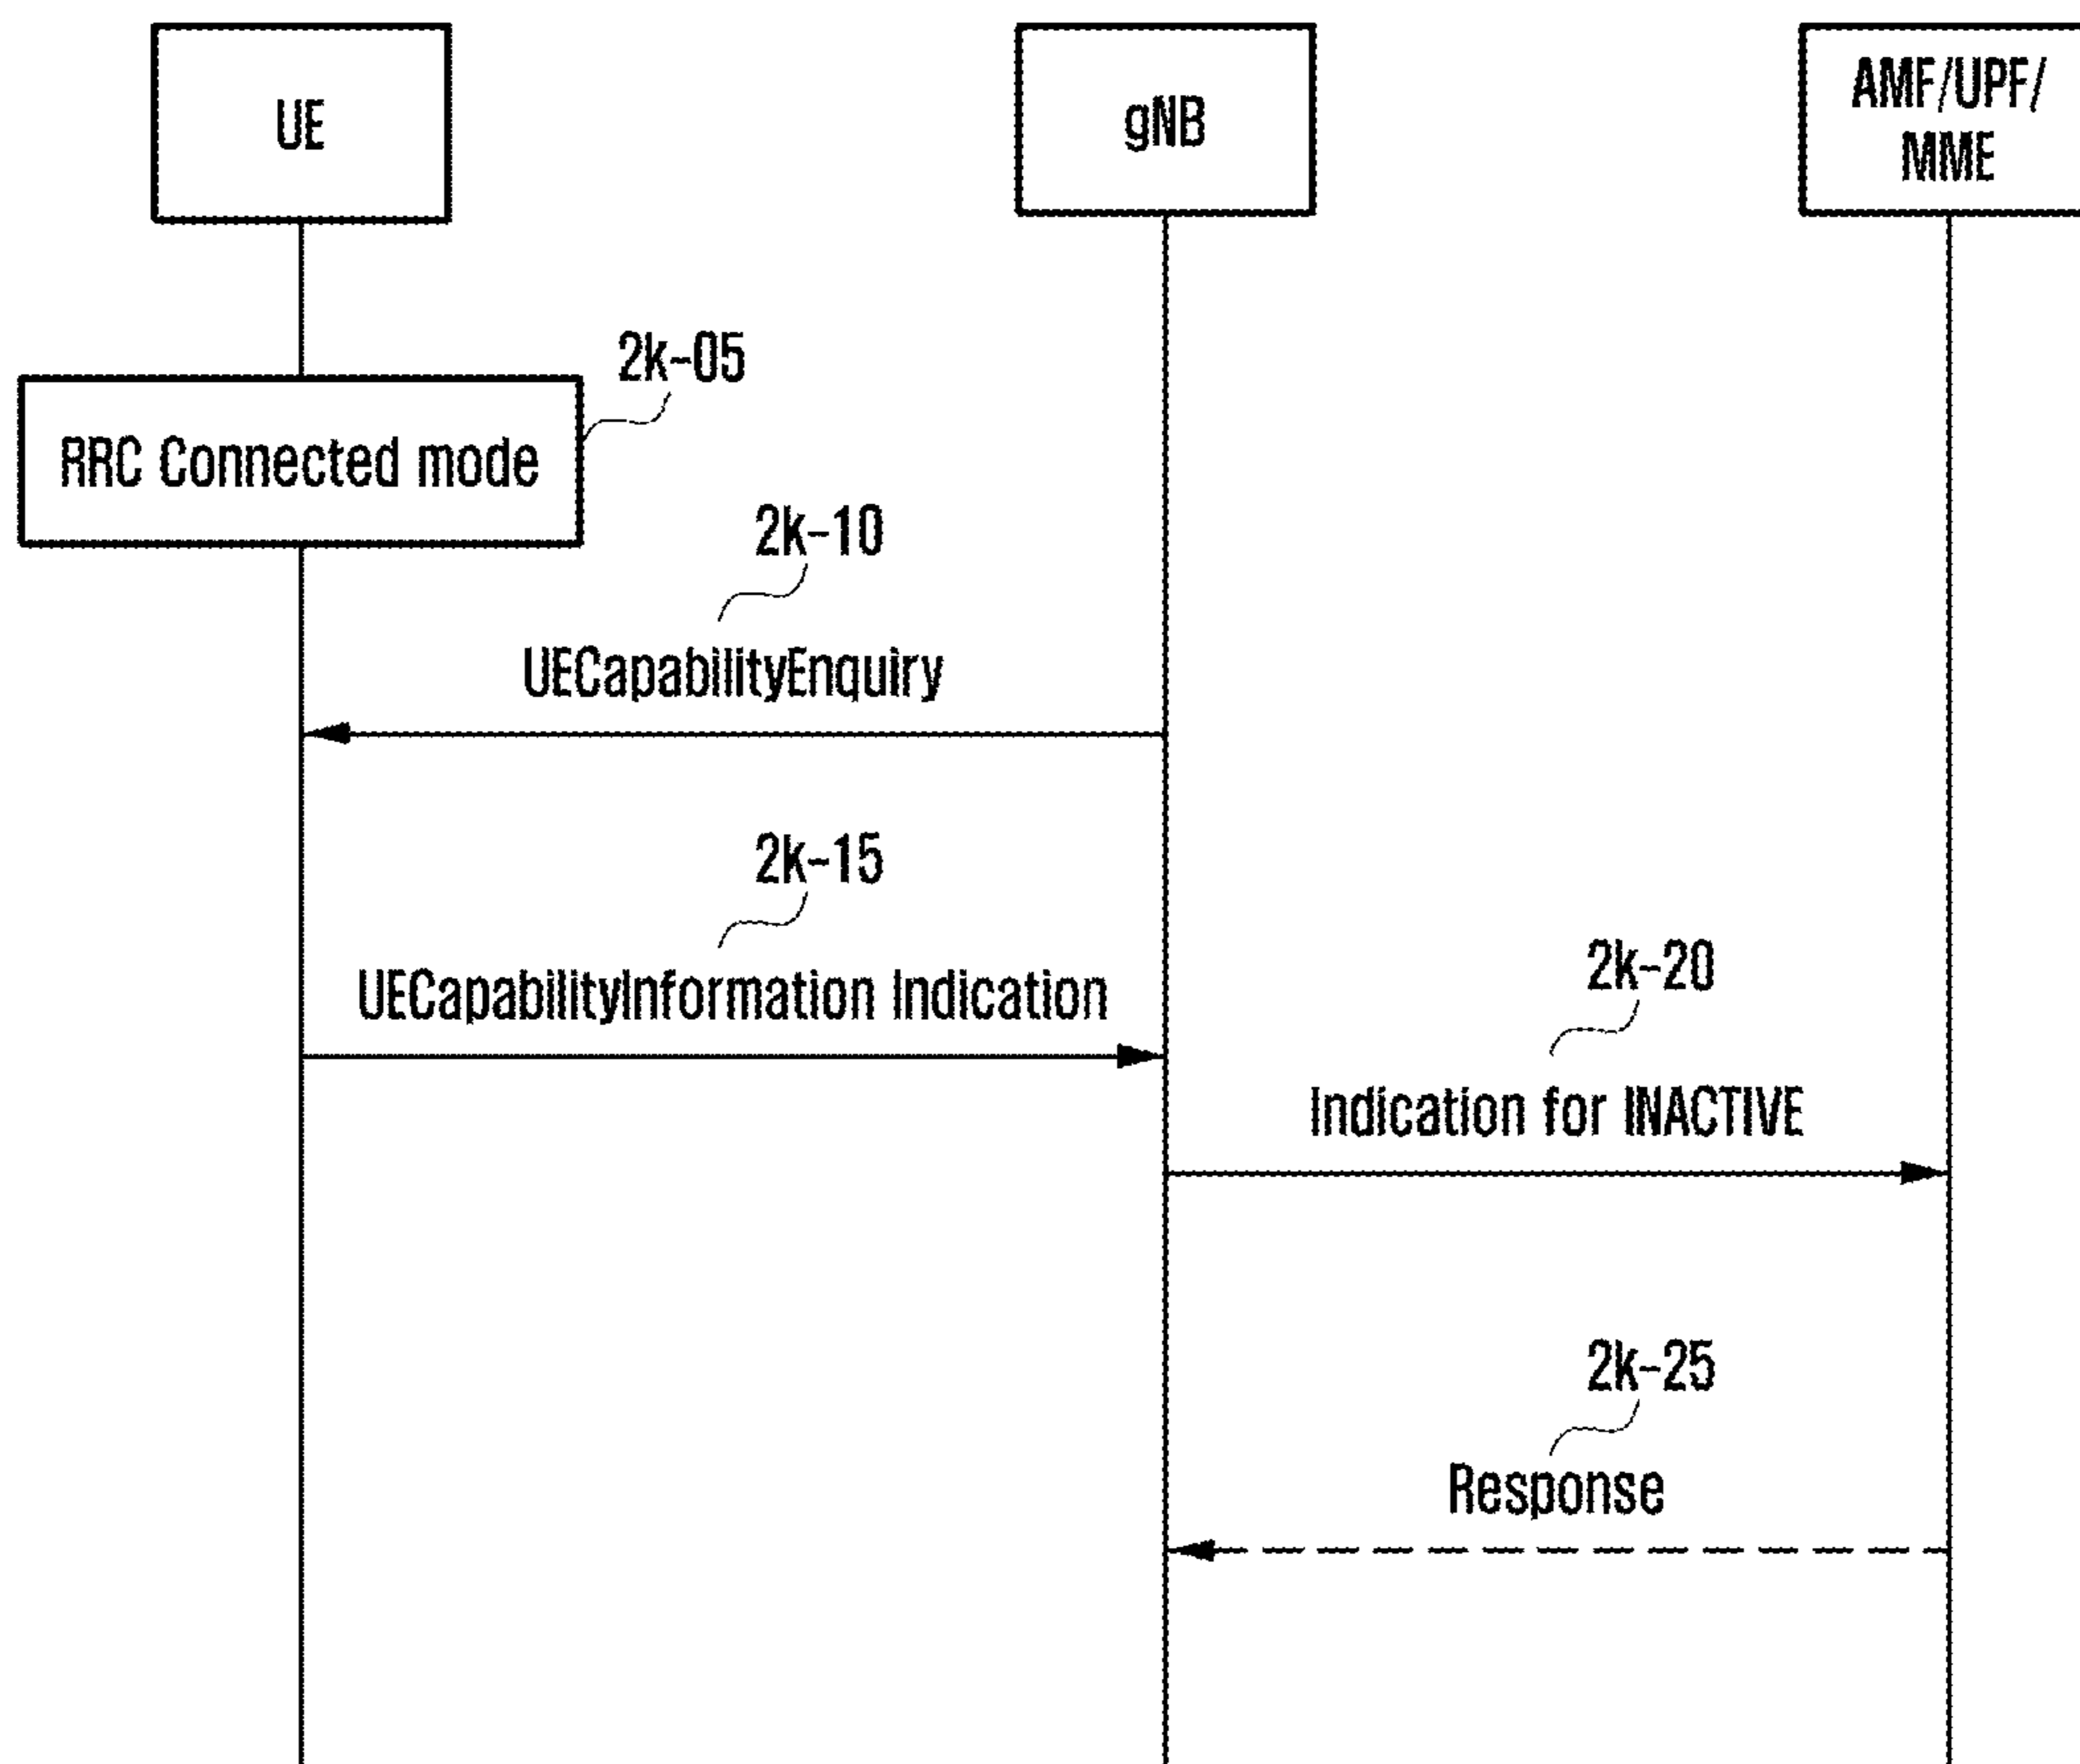 UE
gNB
AMF/UPF/
MME
2k-05
RRC Connected mode
2k-10
UECapabilityEnquiry
2k-15
UECapabilityInformation Indication
2k-20
Indication for INACTIVE
2k-25
Response